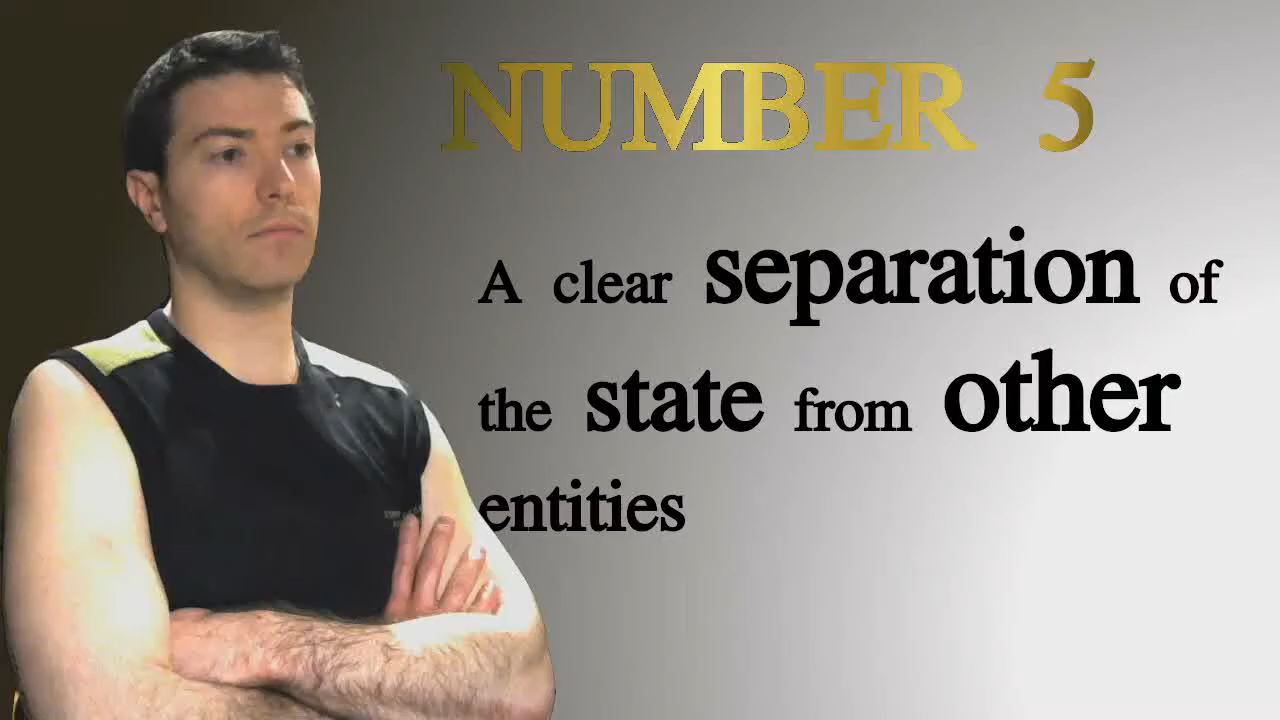 NUMBER 5
A clear separation of
the state from other
entities